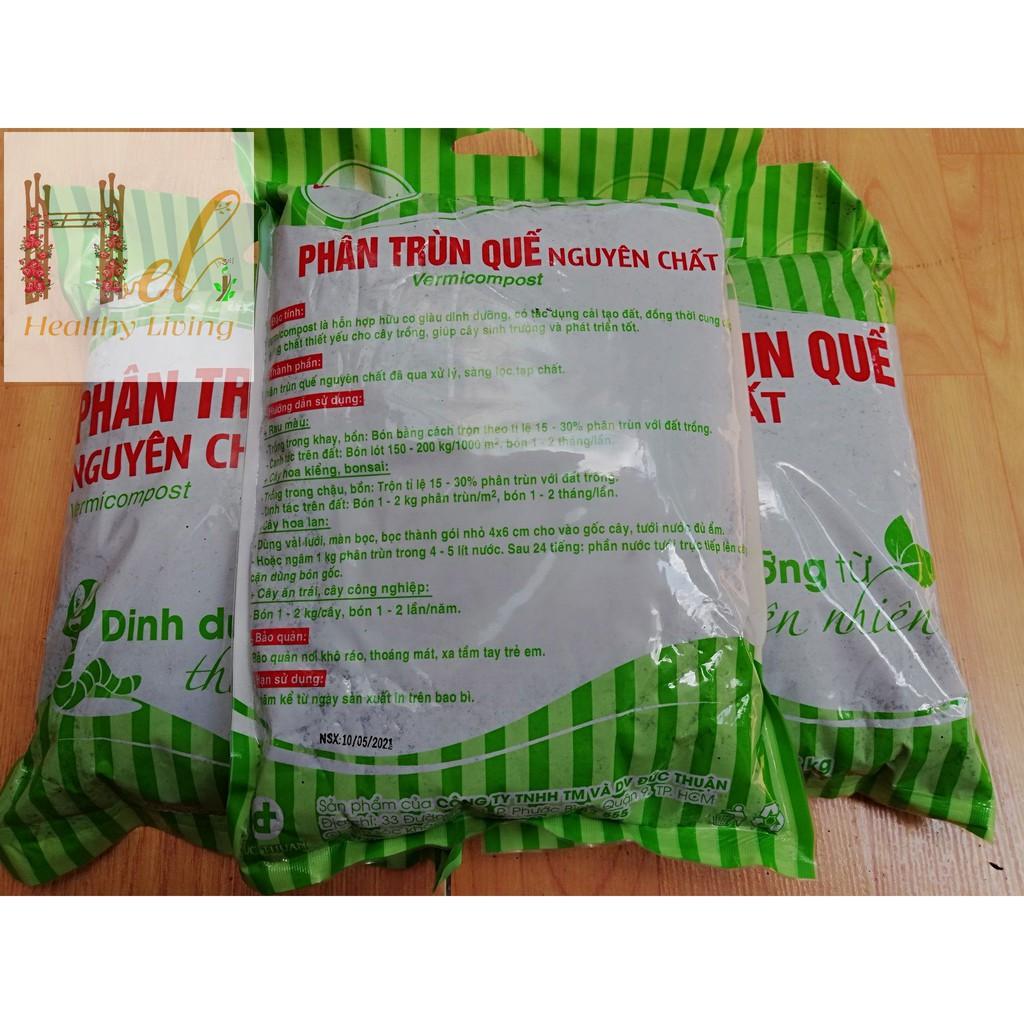 Hel
Healthy Living
PHÂN TRÙN QUẾ NGUYÊN CHẤT
Vermicompost
Đặc tính:
Vermicompost là hỗn hợp hữu cơ giàu dinh dưỡng, có tác dụng cải tạo đất, đồng thời cung
chất thiết yếu cho cây trồng, giúp cây sinh trưởng và phát triển tốt.
Thành phần:
Phân trùn quế nguyên chất đã qua xử lý, sàng lọc tạp chất.
Hướng dẫn sử dụng:
+ Rau màu:
- Trồng trong khay, bồn: Bón bằng cách trộn theo tỉ lệ 15 - 30% phân trùn với đất trồng.
- Canh tác trên đất: Bón lót 150 - 200 kg/1000 m², bón 1 - 2 tháng/lần.
+ Cây hoa kiểng, bonsai:
- Trồng trong chậu, bồn: Trộn tỉ lệ 15 - 30% phân trùn với đất trồng.
- Canh tác trên đất: Bón 1 - 2 kg phân trùn/m², bón 1 - 2 tháng/lần.
+ Cây hoa lan:
- Dùng vải lưới, màn bọc, bọc thành gói nhỏ 4x6 cm cho vào gốc cây, tưới nước đủ ẩm.
- Hoặc ngâm 1 kg phân trùn trong 4 - 5 lít nước. Sau 24 tiếng: phần nước tưới trực tiếp lên cây
cặn dùng bón gốc.
+ Cây ăn trái, cây công nghiệp:
- Bón 1 - 2 kg/cây, bón 1 - 2 lần/năm.
Bảo quản:
Bảo quản nơi khô ráo, thoáng mát, xa tầm tay trẻ em.
Hạn sử dụng:
năm kể từ ngày sản xuất in trên bao bì.
NSX:10/05/2021
Sản phẩm của CÔNG TY TNHH TM VÀ DV ĐỨC THUẬN
Địa chỉ: 33 Đường Quận 9, TP. HCM
555
PHÂN TR
NGUYÊN CH
Vermicompost
Dinh dư
th
ÙN QUẾ
ẤT
ỡng từ
ên nhiên
kg